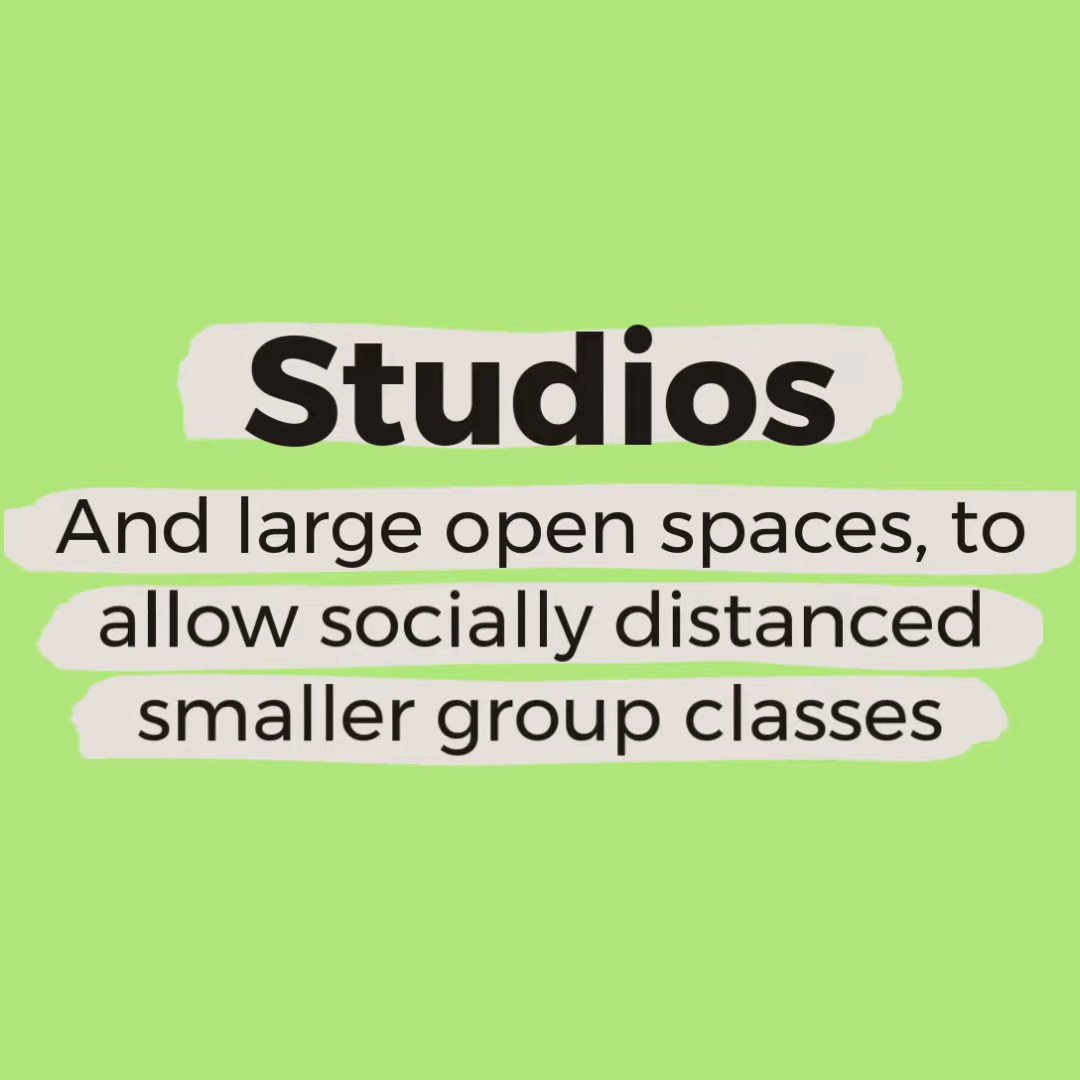 Studios
And large open spaces, to
allow socially distanced
smaller group classes